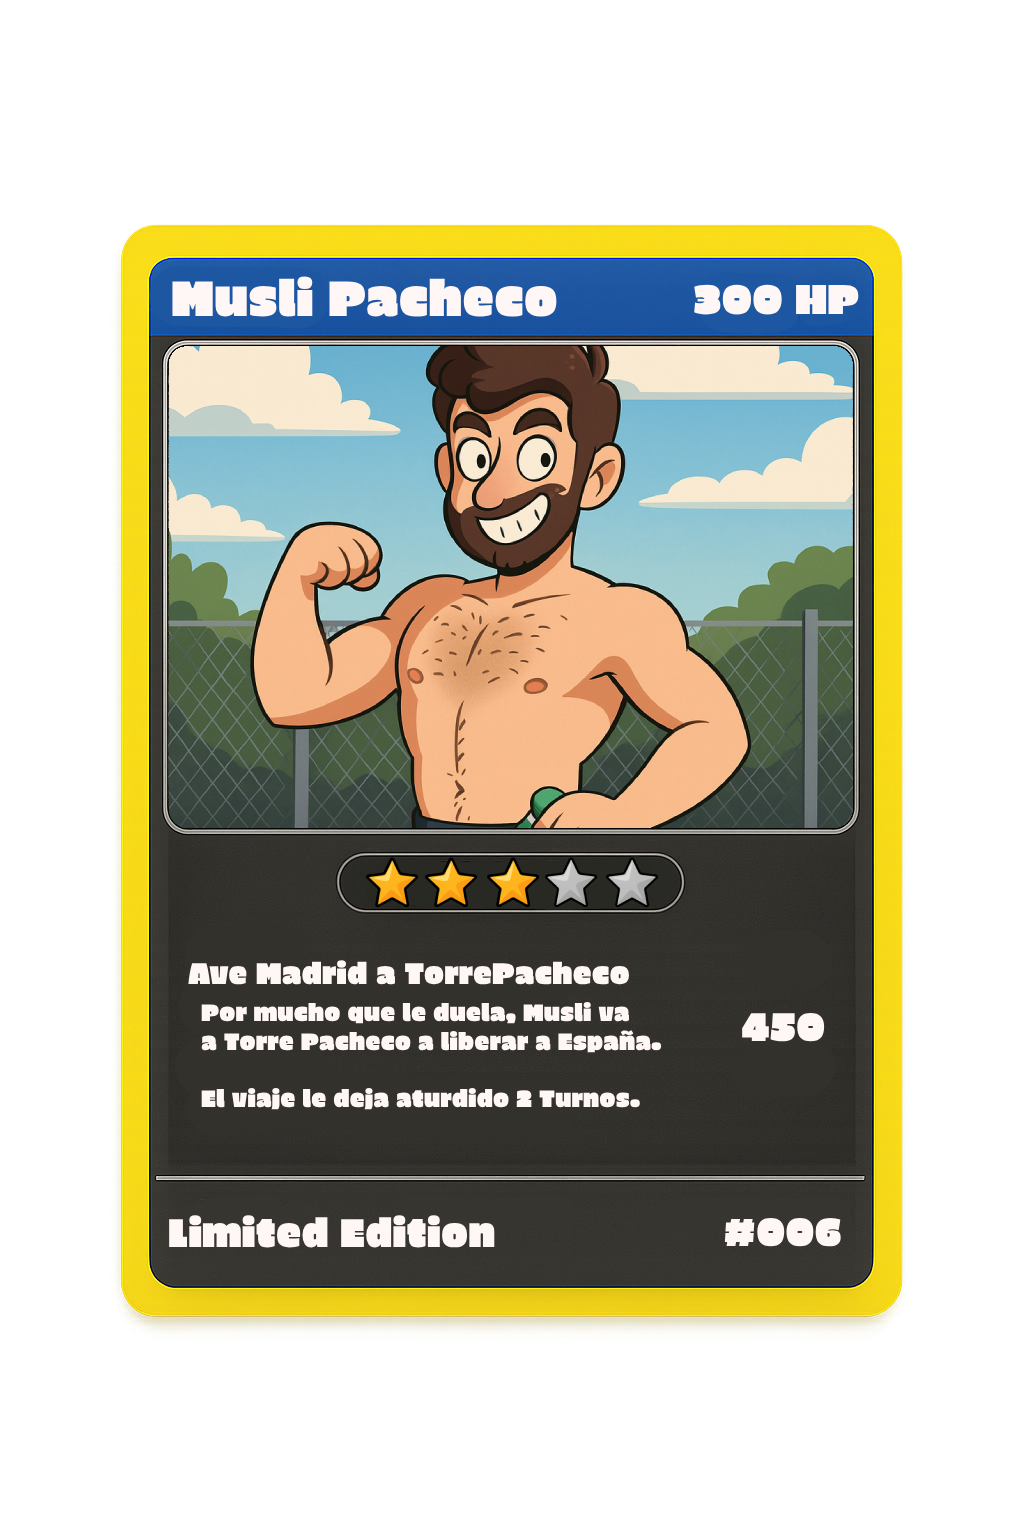 Musli Pacheco
300 HP
Ave Madrid a TorrePacheco
Por mucho que le duela, Musli va
a Torre Pacheco a liberar a España.
450
El viaje le deja aturdido 2 Turnos.
Limited Edition
#006